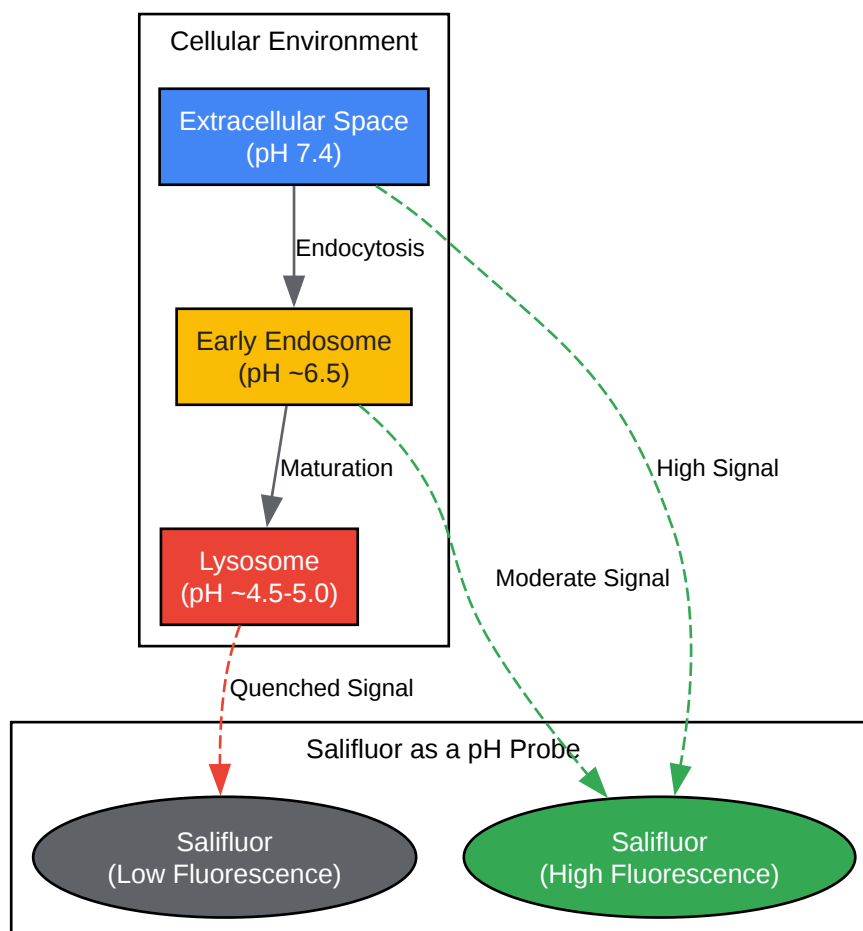 Cellular Environment
Extracellular Space
(pH 7.4)
Endocytosis
Early Endosome
(pH ~6.5)
Maturation
High Signal
Lysosome
(pH ~4.5-5.0)
Moderate Signal
Quenched Signal
Salifluor as a pH Probe
Salifluor
(Low Fluorescence)
Salifluor
(High Fluorescence)